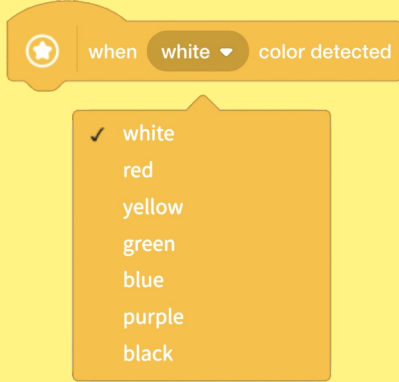 when white color detected
white
red
yellow
green
blue
purple
black